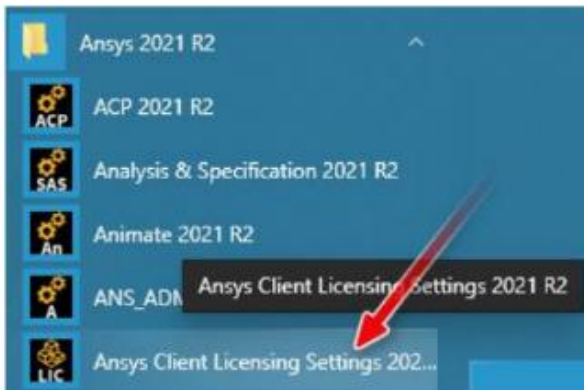 Ansys 2021 R2
ACP
ACP 2021 R2
SAS
Analysis & Specification 2021 R2
An
Animate 2021 R2
A
ANS_ADM
Ansys Client Licensing Settings 2021 R2
LIC
Ansys Client Licensing Settings 202...